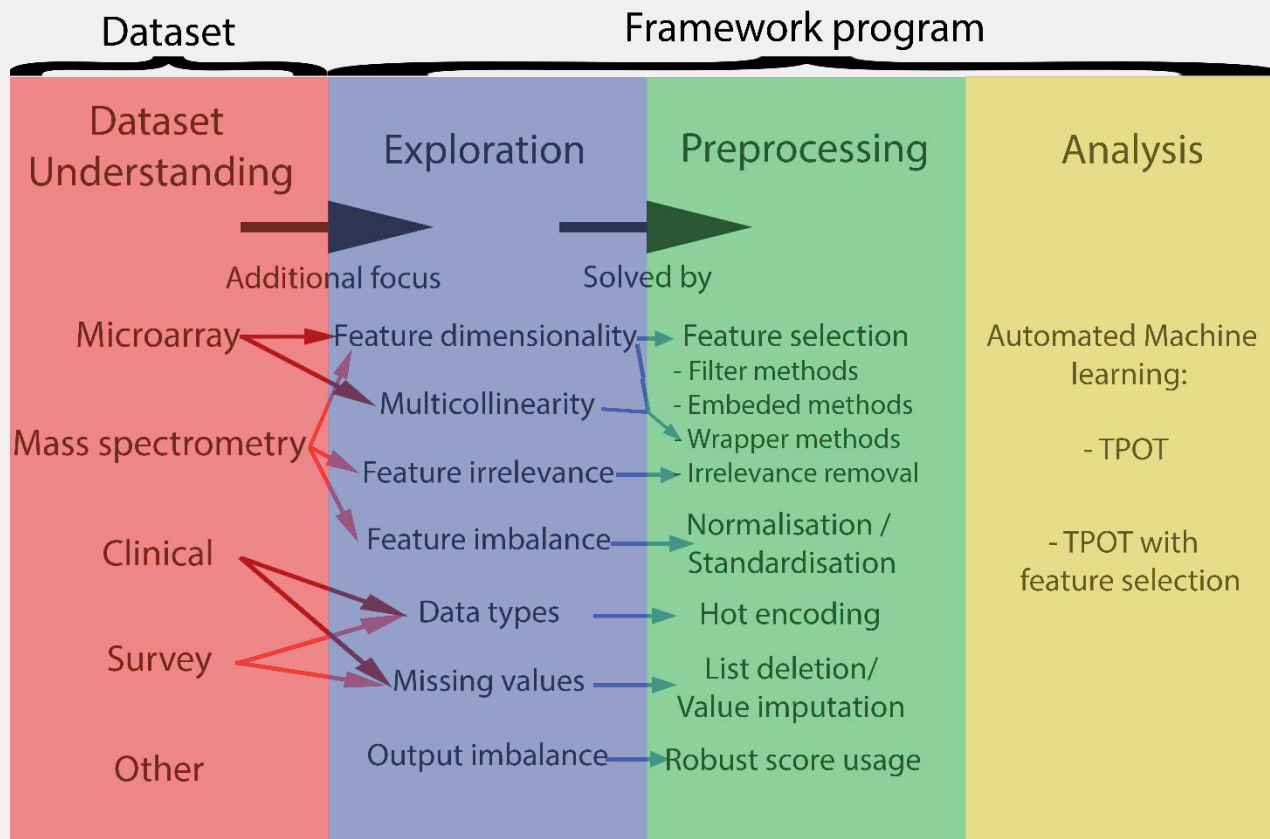 Dataset
Framework program
Dataset
Understanding
Exploration
Preprocessing
Analysis
Additional focus
Solved by
Microarray
Mass spectrometry
Clinical
Survey
Other
Feature dimensionality
Multicollinearity
Feature irrelevance
Feature imbalance
Data types
Missing values
Output imbalance
Feature selection
- Filter methods
- Embeded methods
- Wrapper methods
- Irrelevance removal
Normalisation /
Standardisation
Hot encoding
List deletion/
Value imputation
Robust score usage
Automated Machine
learning:
- TPOT
- TPOT with
feature selection